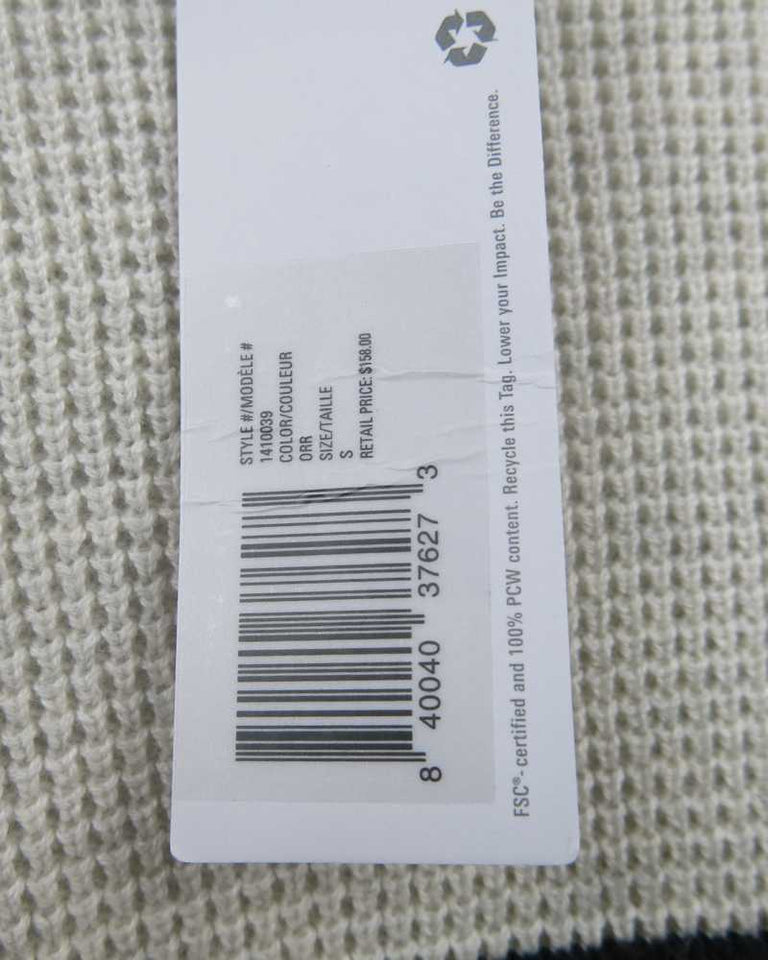 STYLE #/MODÈLE #
1410039
COLOR/COULEUR
ORR
SIZE/TAILLE
S
RETAIL PRICE: $158.00
8 40040 37627 3
FSC®-certified and 100% PCW content. Recycle this Tag. Lower your Impact. Be the Difference.